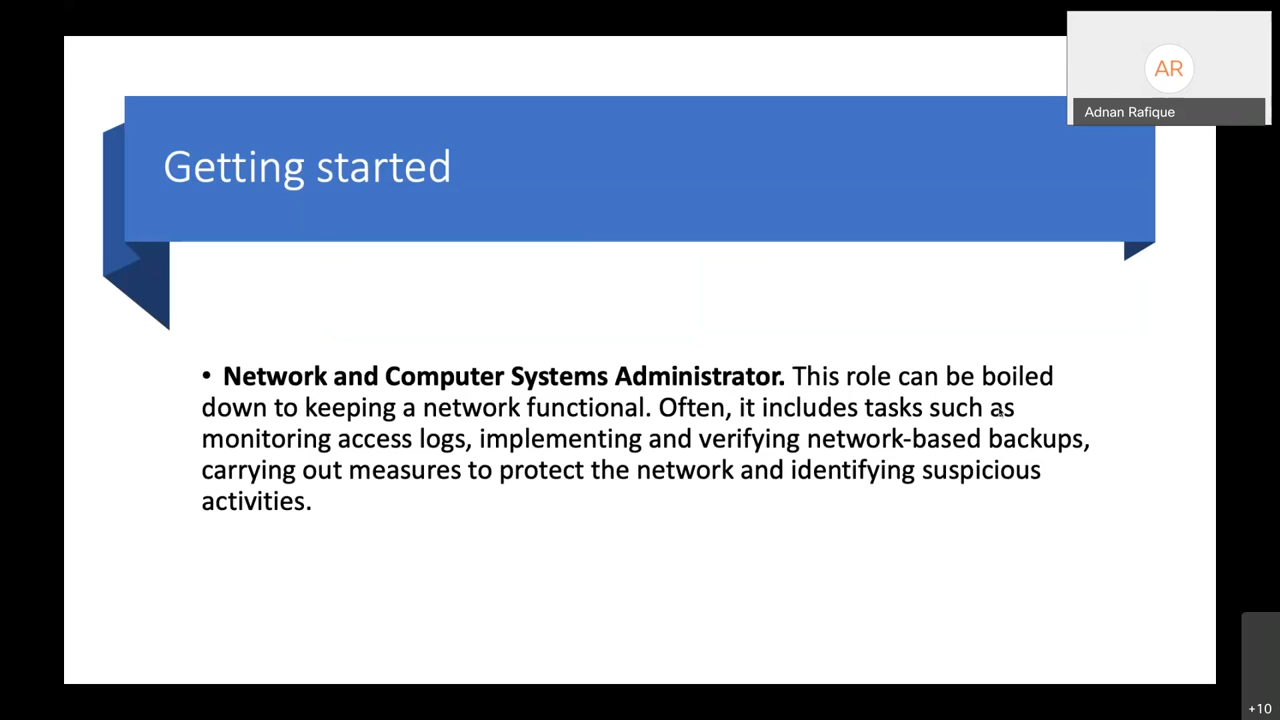 AR
Adnan Rafique
Getting started
• Network and Computer Systems Administrator. This role can be boiled
down to keeping a network functional. Often, it includes tasks such as
monitoring access logs, implementing and verifying network-based backups,
carrying out measures to protect the network and identifying suspicious
activities.
+10